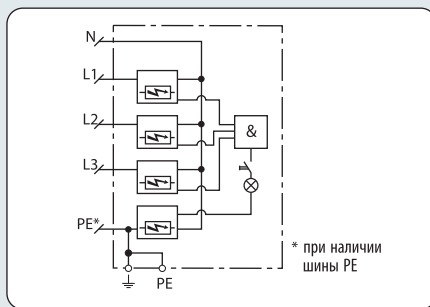 N
L1
L2
L3
&
PE*
PE
* при наличии
шины PE